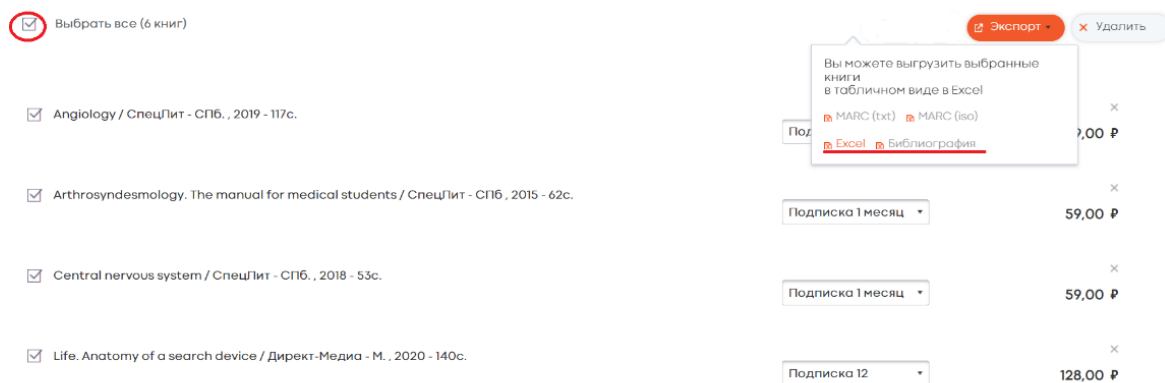 Выбрать все (6 книг)
Экспорт
× Удалить
Вы можете выгрузить выбранные
книги
в табличном виде в Excel
MARC (txt) MARC (iso)
Excel Библиография
Angiology / СпецЛит - СПб. , 2019 - 117с.
9,00 ₽
Arthrosyndesmology. The manual for medical students / СпецЛит - СПб , 2015 - 62с.
Подписка 1 месяц
59,00 ₽
Central nervous system / СпецЛит - СПб. , 2018 - 53с.
Подписка 1 месяц
59,00 ₽
Life. Anatomy of a search device / Директ-Медиа - М. , 2020 - 140с.
Подписка 12
128,00 ₽